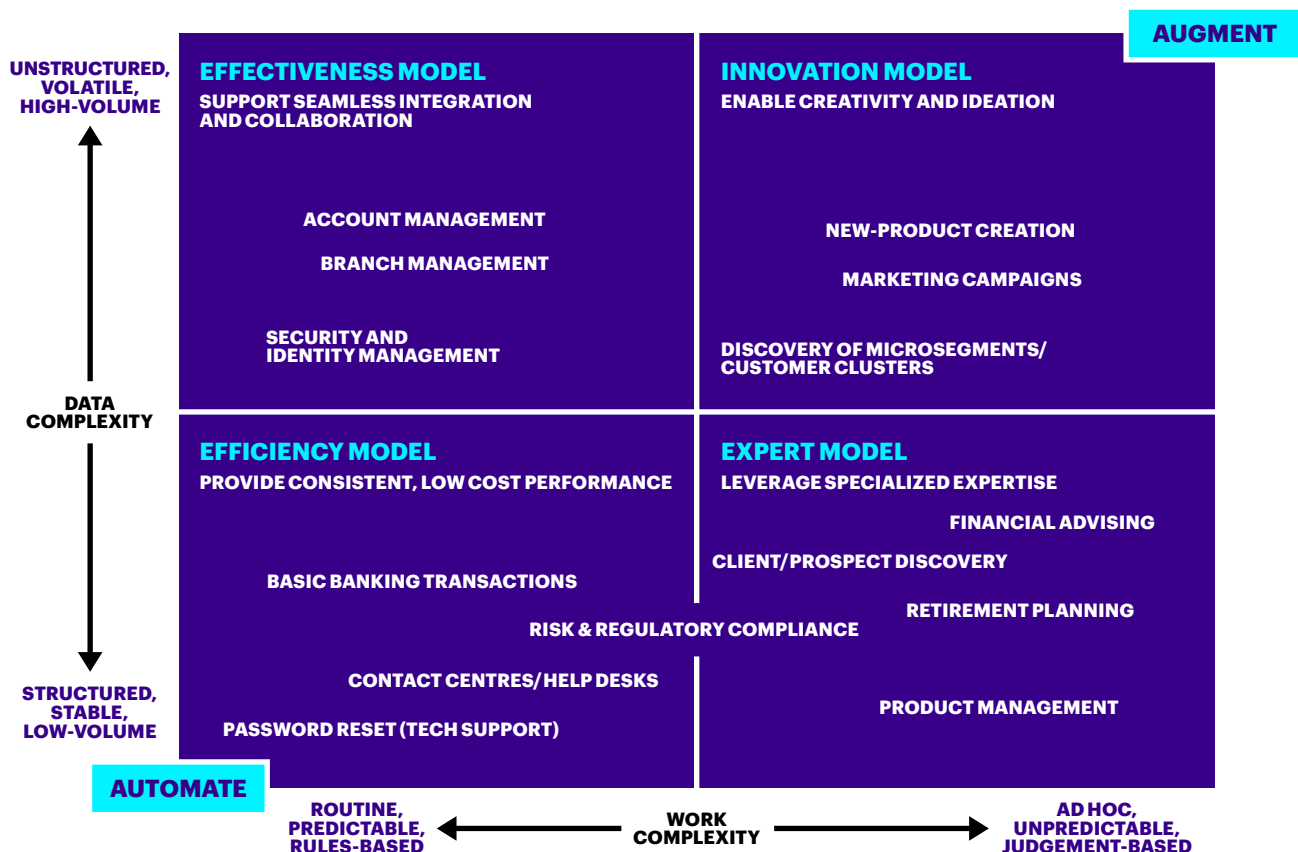 AUGMENT
UNSTRUCTURED,
VOLATILE,
HIGH-VOLUME
EFFECTIVENESS MODEL
SUPPORT SEAMLESS INTEGRATION
AND COLLABORATION
ACCOUNT MANAGEMENT
BRANCH MANAGEMENT
SECURITY AND
IDENTITY MANAGEMENT
INNOVATION MODEL
ENABLE CREATIVITY AND IDEATION
NEW-PRODUCT CREATION
MARKETING CAMPAIGNS
DISCOVERY OF MICROSEGMENTS/
CUSTOMER CLUSTERS
DATA
COMPLEXITY
EFFICIENCY MODEL
PROVIDE CONSISTENT, LOW COST PERFORMANCE
BASIC BANKING TRANSACTIONS
RISK & REGULATORY COMPLIANCE
CONTACT CENTRES/HELP DESKS
PASSWORD RESET (TECH SUPPORT)
EXPERT MODEL
LEVERAGE SPECIALIZED EXPERTISE
FINANCIAL ADVISING
CLIENT/PROSPECT DISCOVERY
RETIREMENT PLANNING
PRODUCT MANAGEMENT
STRUCTURED,
STABLE,
LOW-VOLUME
AUTOMATE
ROUTINE,
PREDICTABLE,
RULES-BASED
WORK
COMPLEXITY
AD HOC,
UNPREDICTABLE,
JUDGEMENT-BASED